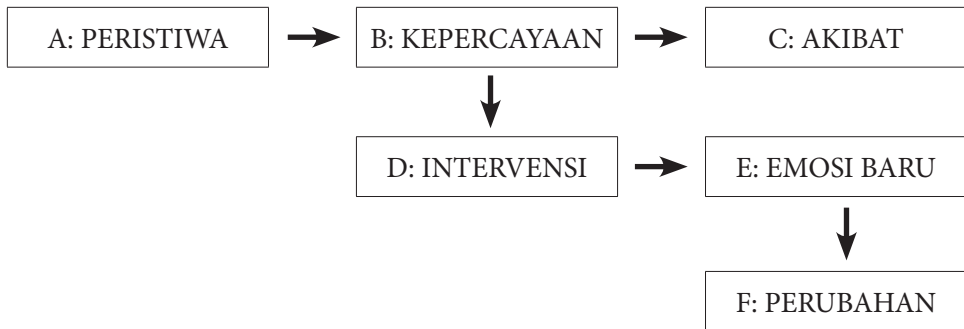 A: PERISTIWA
B: KEPERCAYAAN
C: AKIBAT
D: INTERVENSI
E: EMOSI BARU
F: PERUBAHAN